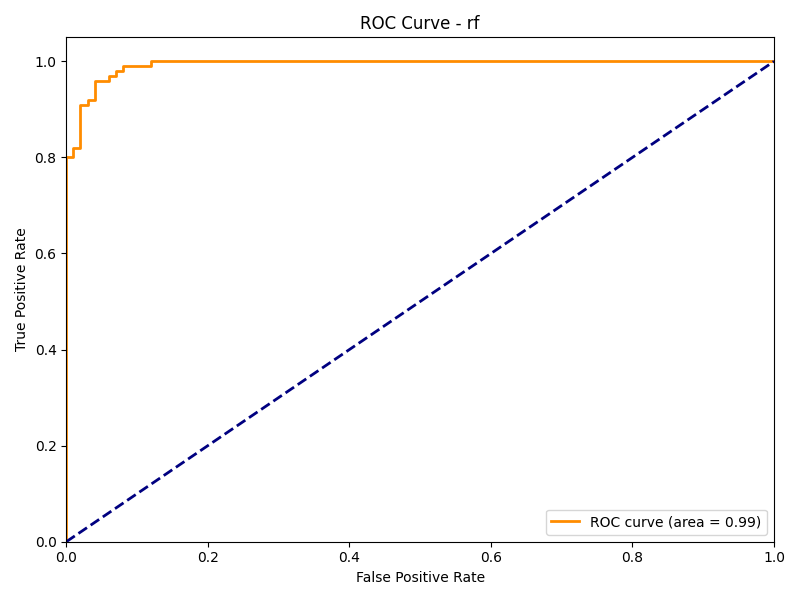 ROC Curve - rf
1.0
0.8
0.6
0.4
0.2
0.0
True Positive Rate
ROC curve (area = 0.99)
0.0 0.2 0.4 0.6 0.8 1.0
False Positive Rate